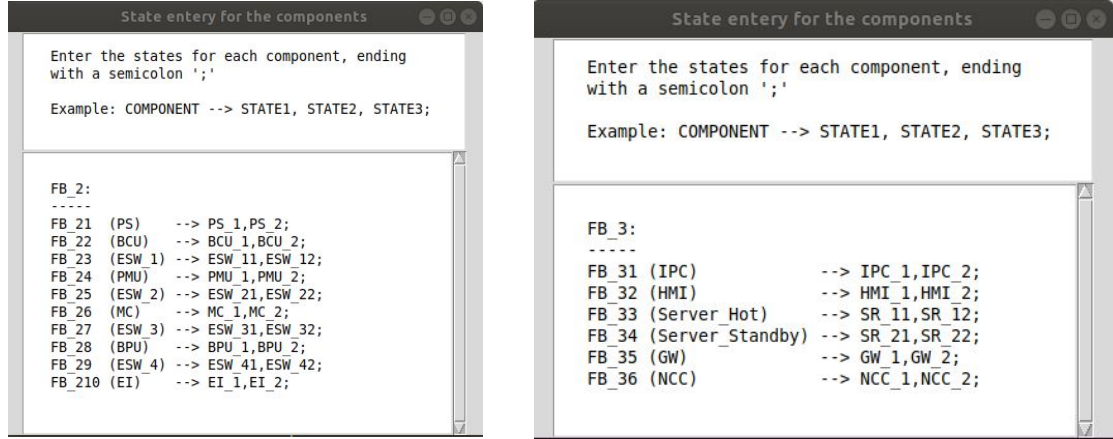 State entery for the components
Enter the states for each component, ending
with a semicolon ';'
Example: COMPONENT --> STATE1, STATE2, STATE3;
FB_2:
-----
FB_21 (PS) --> PS_1,PS_2;
FB_22 (BCU) --> BCU_1,BCU_2;
FB_23 (ESW_1) --> ESW_11,ESW_12;
FB_24 (PMU) --> PMU_1,PMU_2;
FB_25 (ESW_2) --> ESW_21,ESW_22;
FB_26 (MC) --> MC_1,MC_2;
FB_27 (ESW_3) --> ESW_31,ESW_32;
FB_28 (BPU) --> BPU_1,BPU_2;
FB_29 (ESW_4) --> ESW_41,ESW_42;
FB_210 (EI) --> EI_1,EI_2;
State entery for the components
Enter the states for each component, ending
with a semicolon ';'
Example: COMPONENT --> STATE1, STATE2, STATE3;
FB_3:
-----
FB_31 (IPC) --> IPC_1,IPC_2;
FB_32 (HMI) --> HMI_1,HMI_2;
FB_33 (Server_Hot) --> SR_11,SR_12;
FB_34 (Server_Standby) --> SR_21,SR_22;
FB_35 (GW) --> GW_1,GW_2;
FB_36 (NCC) --> NCC_1,NCC_2;